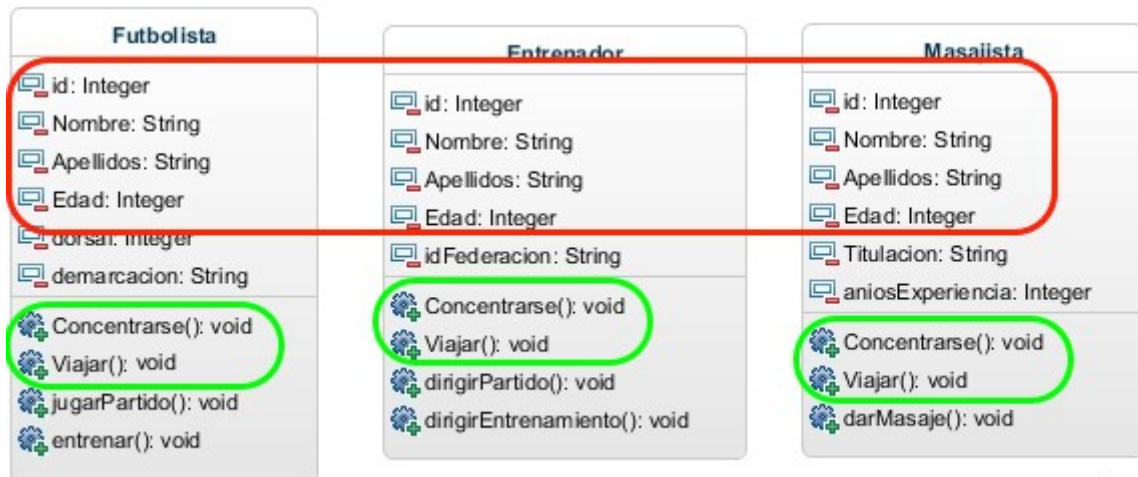 Futbolista
id: Integer
Nombre: String
Apellidos: String
Edad: Integer
dorsal: Integer
demarcacion: String
Concentrarse(): void
Viajar(): void
jugarPartido(): void
entrenar(): void
Entrenador
id: Integer
Nombre: String
Apellidos: String
Edad: Integer
idFederacion: String
Concentrarse(): void
Viajar(): void
dirigirPartido(): void
dirigirEntrenamiento(): void
Masajista
id: Integer
Nombre: String
Apellidos: String
Edad: Integer
Titulacion: String
aniosExperiencia: Integer
Concentrarse(): void
Viajar(): void
darMasaje(): void